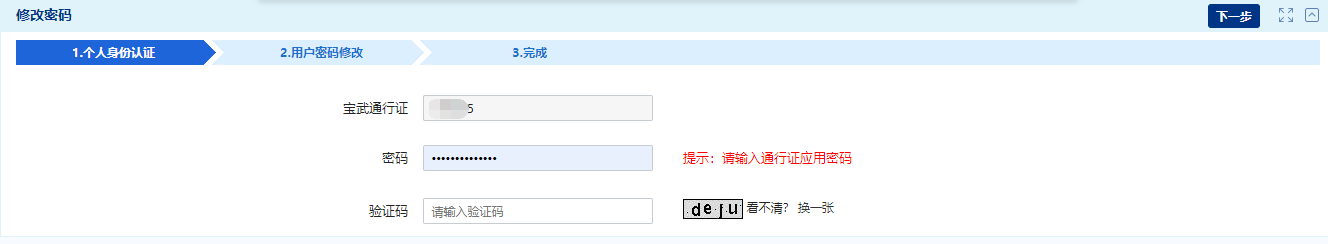 修改密码
下一步
1.个人身份认证
2.用户密码修改
3.完成
宝武通行证
5
密码
••••••••••••••
提示：请输入通行证应用密码
验证码
请输入验证码
看不清？ 换一张